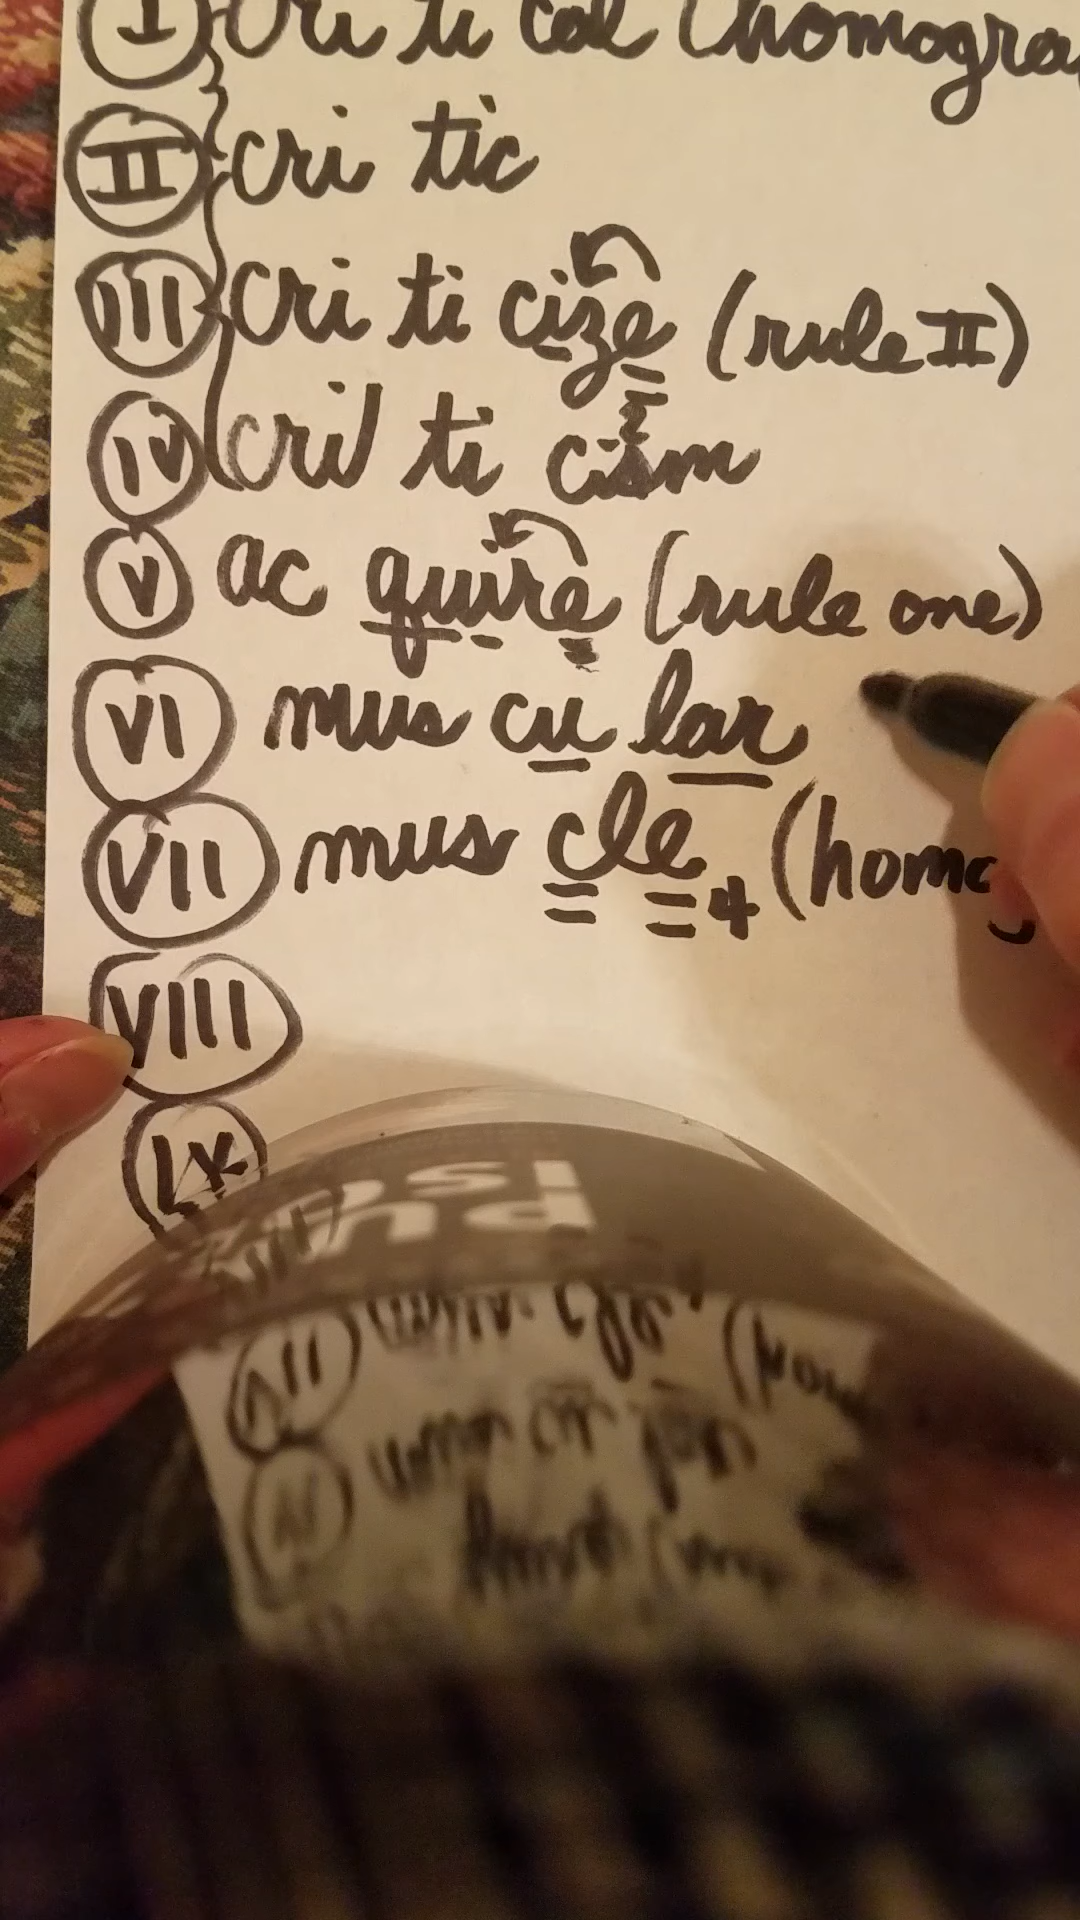 I cri ti cal (homogra
II cri tic
III cri ti cize (rule II)
IV cri ti cism
V ac quire (rule one)
VI mus cu lar
VII mus cle 4 (homo
VIII
IX